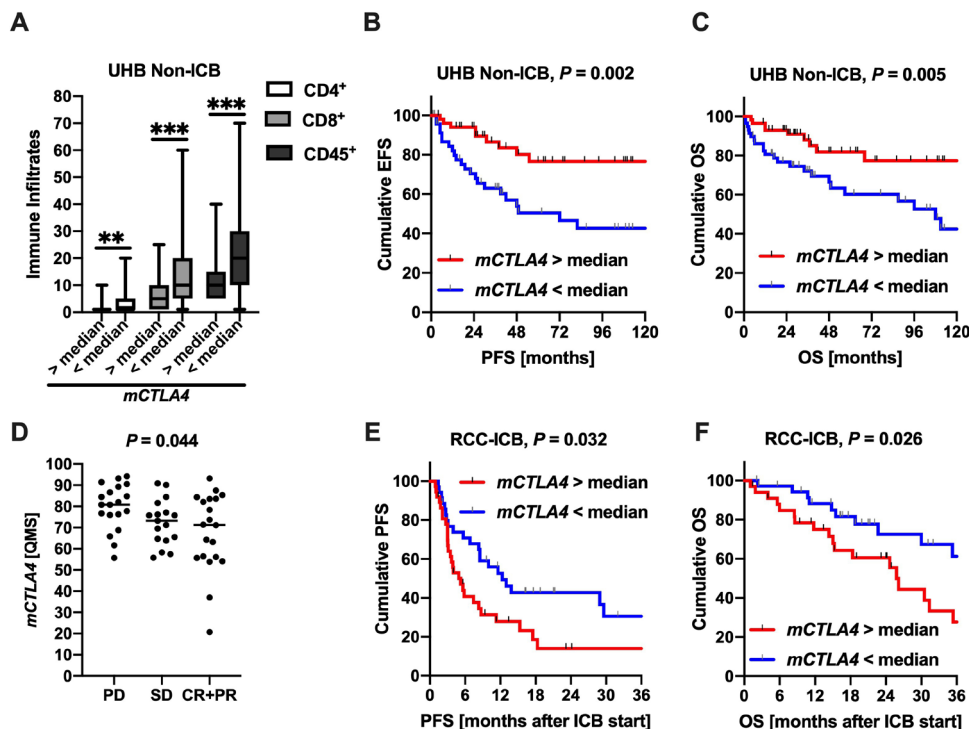 A
UHB Non-ICB
CD4+
CD8+
CD45+
Immune Infiltrates
80
70
60
50
40
30
20
10
0
**
***
***
> median
< median
> median
< median
> median
< median
mCTLA4
B
UHB Non-ICB, P = 0.002
Cumulative EFS
100
80
60
40
20
0
mCTLA4 > median
mCTLA4 < median
0 24 48 72 96 120
PFS [months]
C
UHB Non-ICB, P = 0.005
Cumulative OS
100
80
60
40
20
0
mCTLA4 > median
mCTLA4 < median
0 24 48 72 96 120
OS [months]
D
P = 0.044
mCTLA4 [QMS]
100
90
80
70
60
50
40
30
20
10
0
PD SD CR+PR
E
RCC-ICB, P = 0.032
Cumulative PFS
100
80
60
40
20
0
mCTLA4 > median
mCTLA4 < median
0 6 12 18 24 30 36
PFS [months after ICB start]
F
RCC-ICB, P = 0.026
Cumulative OS
100
80
60
40
20
0
mCTLA4 > median
mCTLA4 < median
0 6 12 18 24 30 36
OS [months after ICB start]